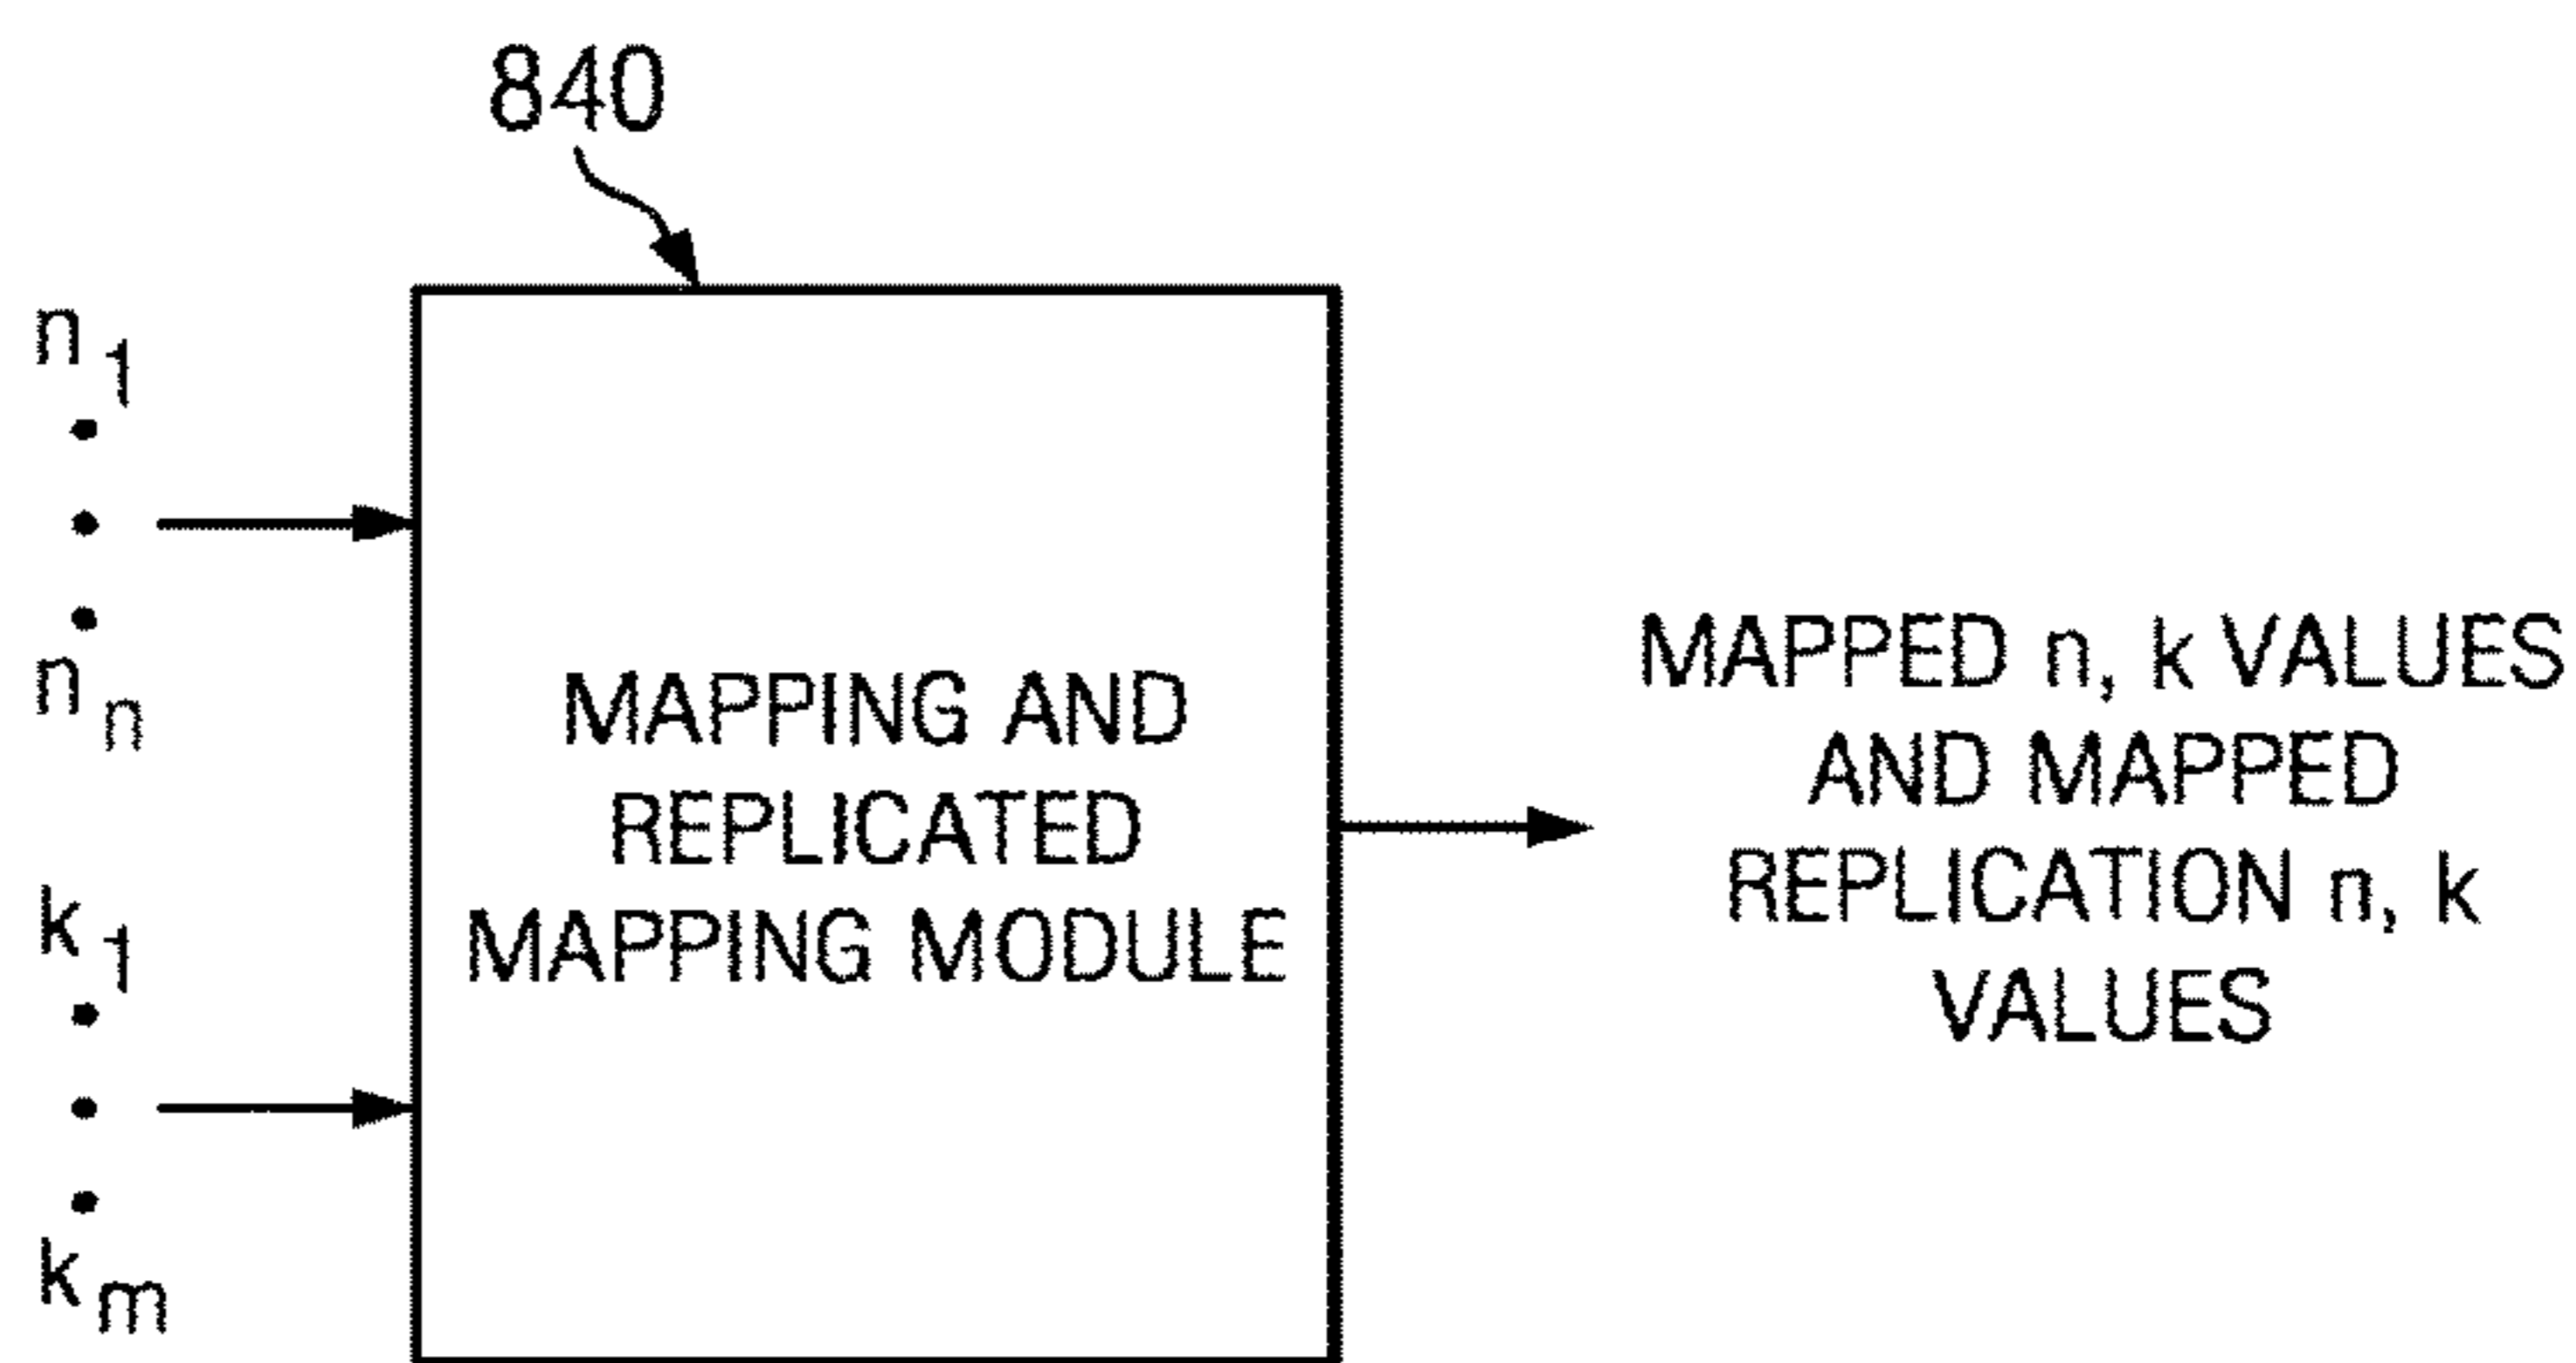 840
n1
nn
k1
km
MAPPING AND
REPLICATED
MAPPING MODULE
MAPPED n, k VALUES
AND MAPPED
REPLICATION n, k
VALUES